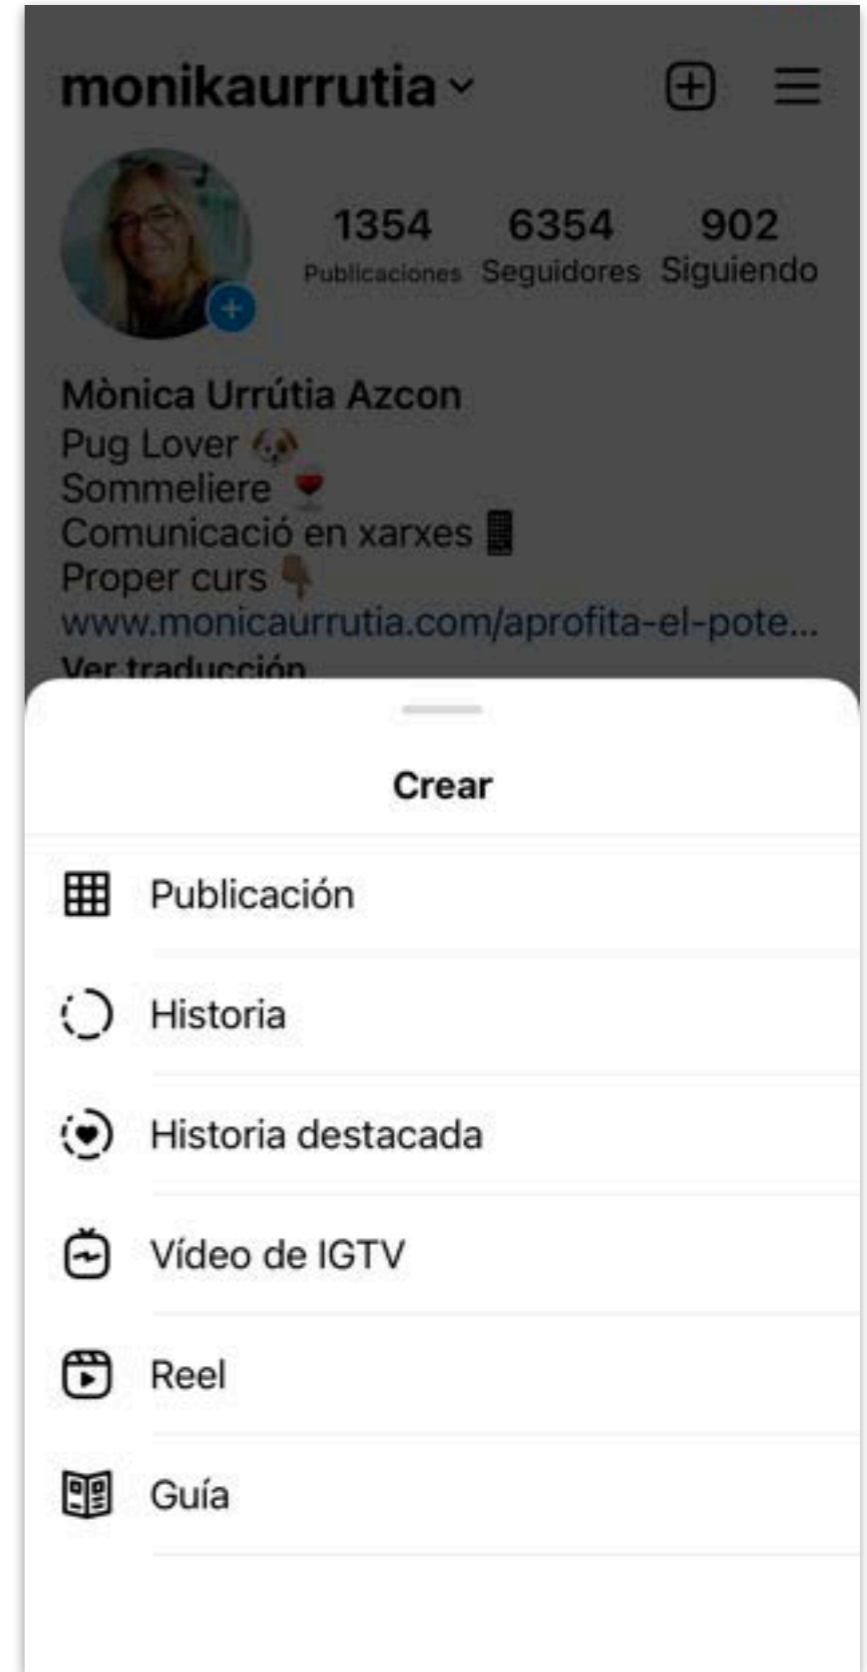 monikaurrutia
1354 6354 902
Publicaciones Seguidores Siguiendo
Mònica Urrútia Azcon
Pug Lover 🐶
Sommeliere 🍷
Comunicació en xarxes 📱
Proper curs 👇🏽
www.monicaurrutia.com/aprofita-el-pote...
Ver traducción
Crear
Publicación
Historia
Historia destacada
Vídeo de IGTV
Reel
Guía